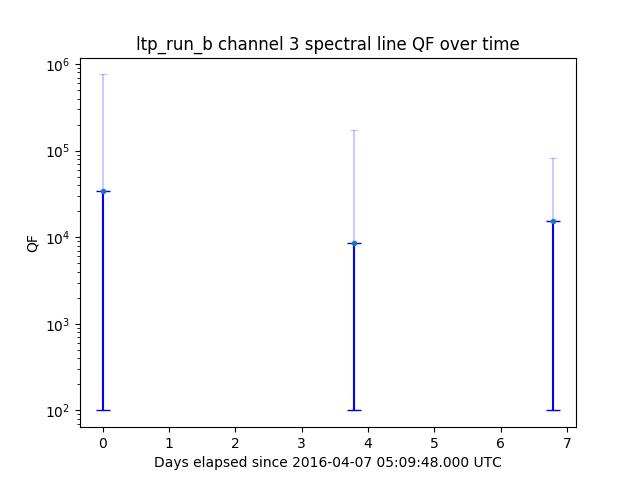 ltp_run_b channel 3 spectral line QF over time
10⁶
10⁵
10⁴
10³
10²
QF
0 1 2 3 4 5 6 7
Days elapsed since 2016-04-07 05:09:48.000 UTC